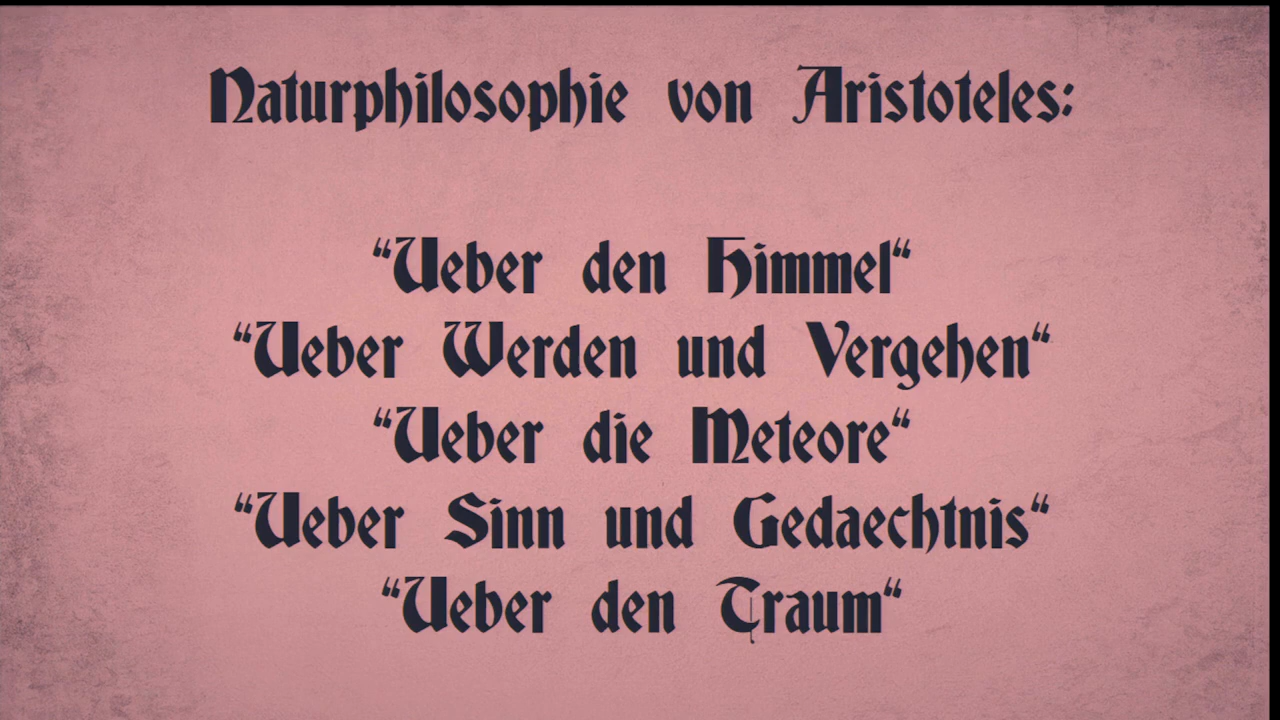 Naturphilosophie von Aristoteles:
“Ueber den Himmel“
“Ueber Werden und Vergehen“
“Ueber die Meteore“
“Ueber Sinn und Gedaechtnis“
“Ueber den Traum“